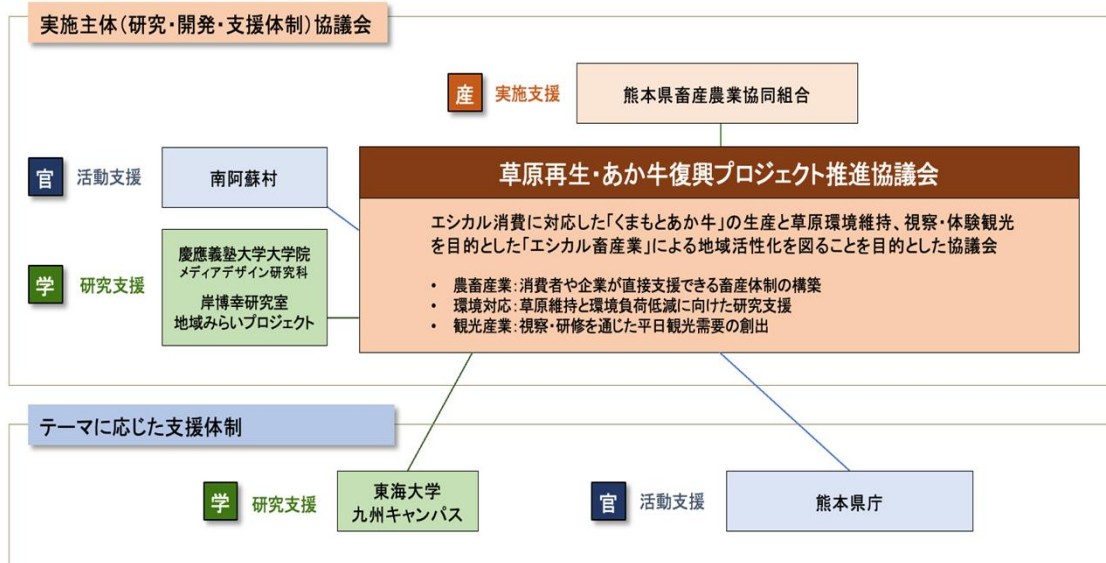 実施主体(研究・開発・支援体制)協議会
産 実施支援
熊本県畜産農業協同組合
官 活動支援
南阿蘇村
学 研究支援
慶應義塾大学大学院
メディアデザイン研究科
岸博幸研究室
地域みらいプロジェクト
草原再生・あか牛復興プロジェクト推進協議会
エシカル消費に対応した「くまもとあか牛」の生産と草原環境維持、視察・体験観光
を目的とした「エシカル畜産業」による地域活性化を図ることを目的とした協議会
• 農畜産業:消費者や企業が直接支援できる畜産体制の構築
• 環境対応:草原維持と環境負荷低減に向けた研究支援
• 観光産業:視察・研修を通じた平日観光需要の創出
テーマに応じた支援体制
学 研究支援
東海大学
九州キャンパス
官 活動支援
熊本県庁